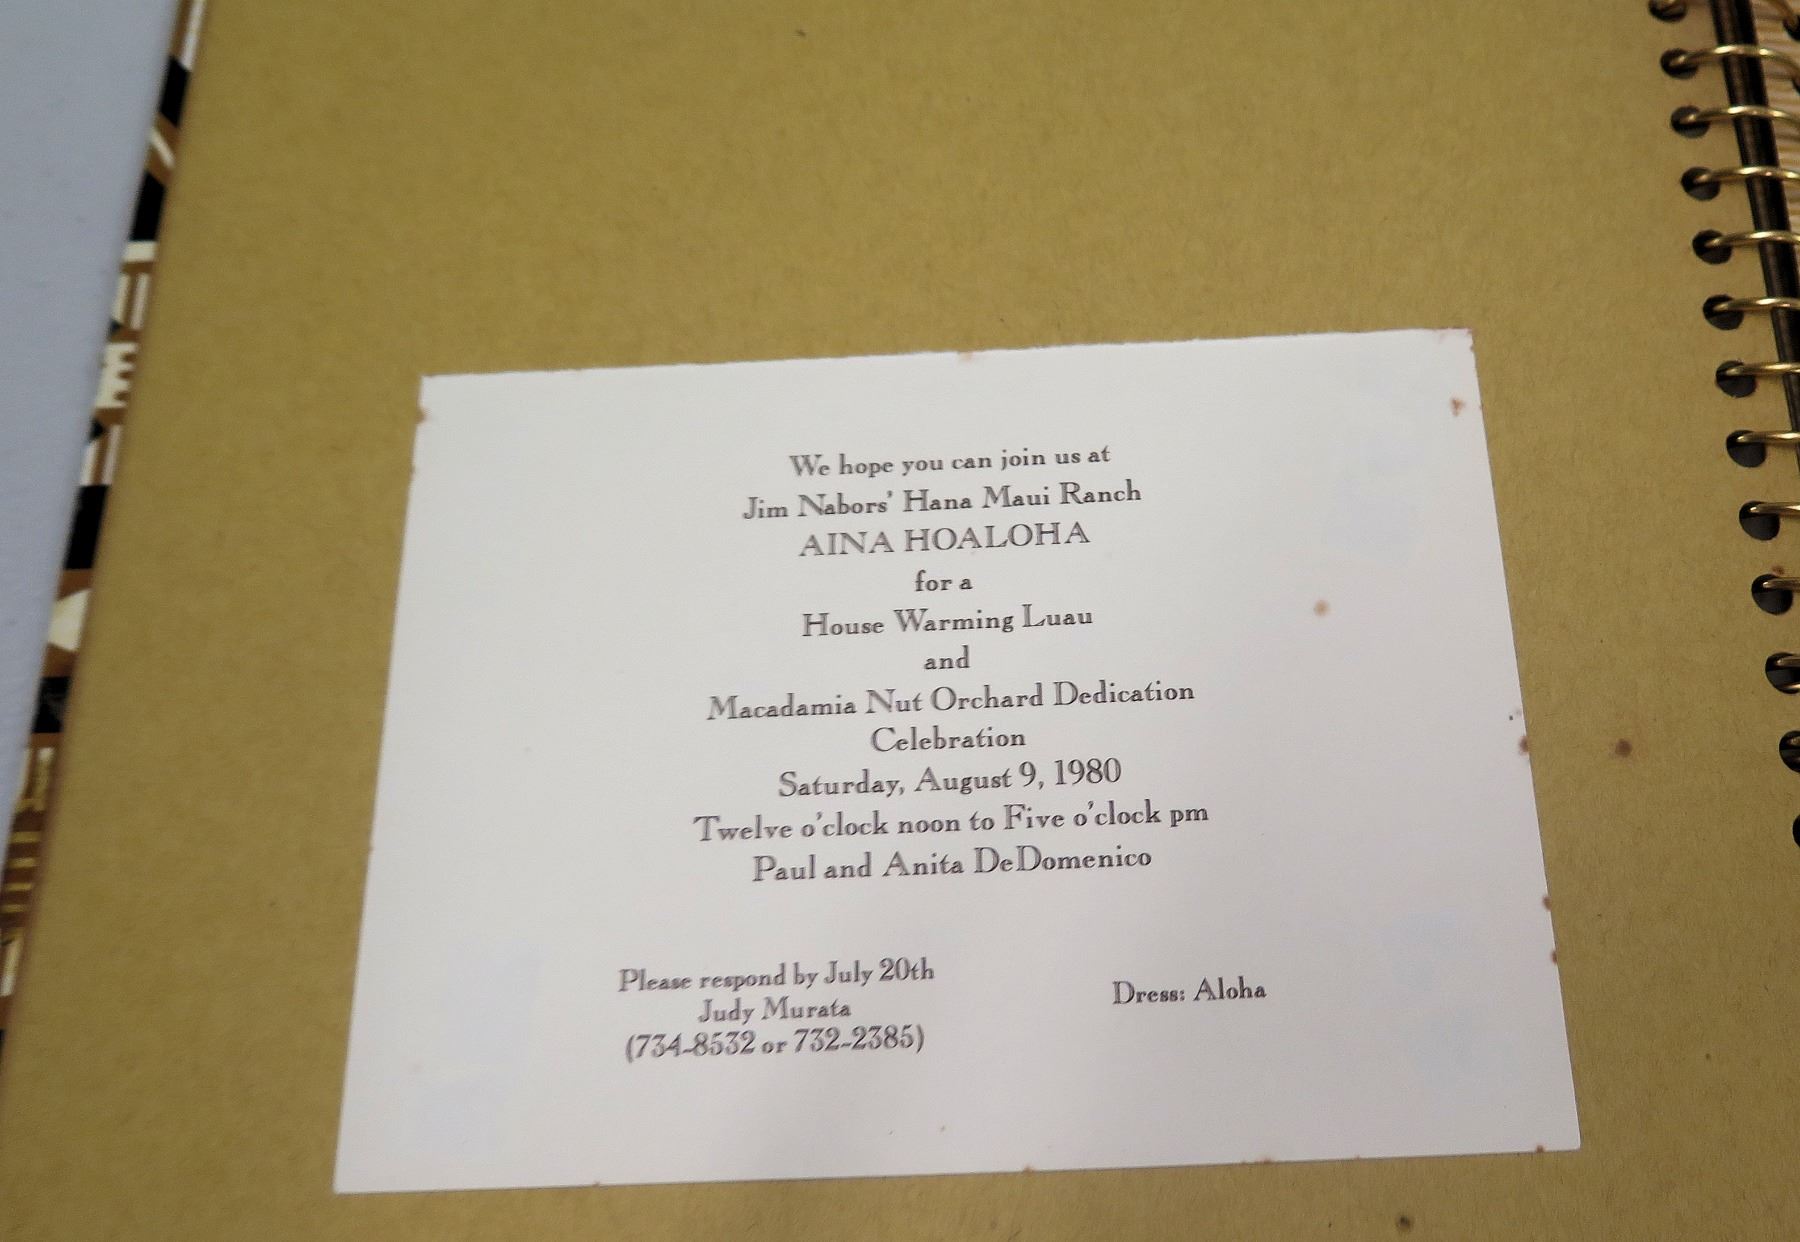 We hope you can join us at
Jim Nabors' Hana Maui Ranch
AINA HOALOHA
for a
House Warming Luau
and
Macadamia Nut Orchard Dedication
Celebration
Saturday, August 9, 1980
Twelve o'clock noon to Five o'clock pm
Paul and Anita DeDomenico
Please respond by July 20th
Judy Murata
(734-8532 or 732-2385)
Dress: Aloha